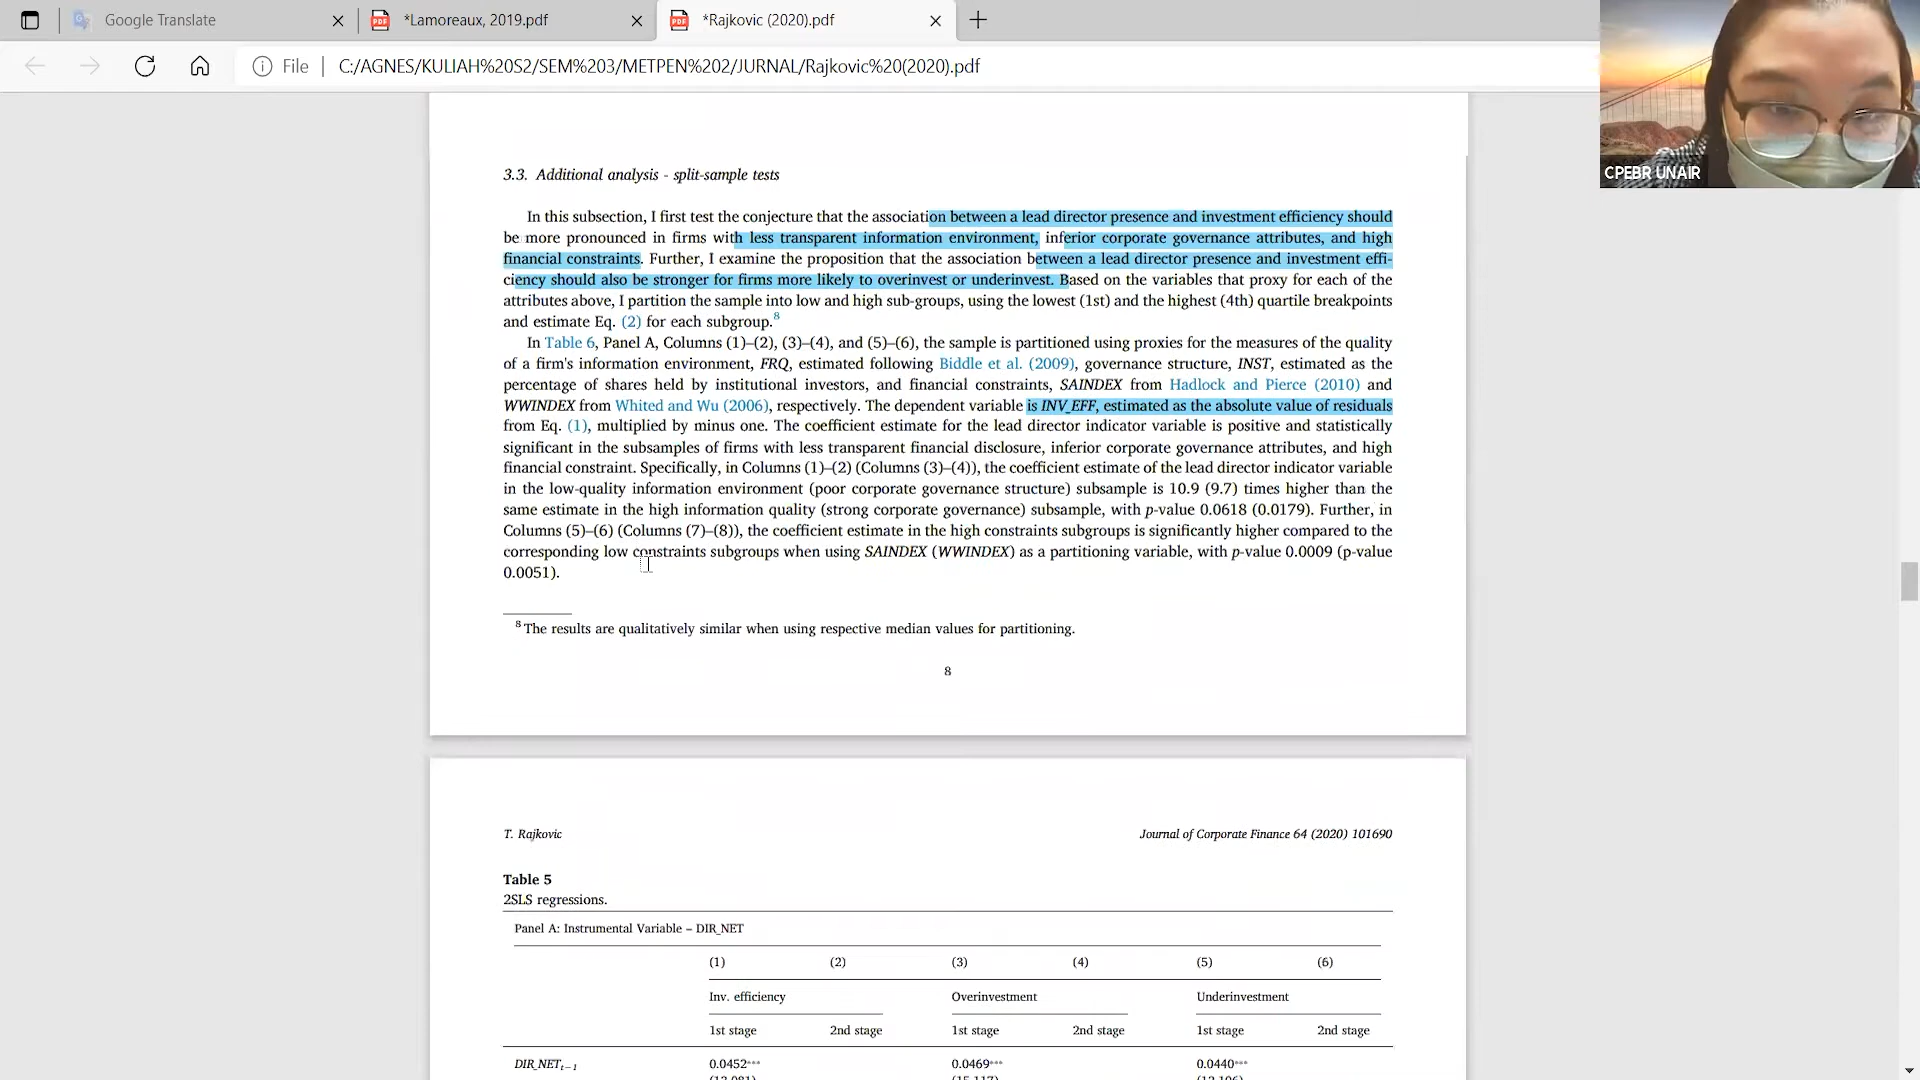 Google Translate
*Lamoreaux, 2019.pdf
*Rajkovic (2020).pdf
File
C:/AGNES/KULIAH%20S2/SEM%203/METPEN%202/JURNAL/Rajkovic%20(2020).pdf
CPEBR UNAIR
3.3. Additional analysis - split-sample tests
In this subsection, I first test the conjecture that the association between a lead director presence and investment efficiency should
be more pronounced in firms with less transparent information environment, inferior corporate governance attributes, and high
financial constraints. Further, I examine the proposition that the association between a lead director presence and investment effi-
ciency should also be stronger for firms more likely to overinvest or underinvest. Based on the variables that proxy for each of the
attributes above, I partition the sample into low and high sub-groups, using the lowest (1st) and the highest (4th) quartile breakpoints
and estimate Eq. (2) for each subgroup.8
In Table 6, Panel A, Columns (1)–(2), (3)–(4), and (5)–(6), the sample is partitioned using proxies for the measures of the quality
of a firm's information environment, FRQ, estimated following Biddle et al. (2009), governance structure, INST, estimated as the
percentage of shares held by institutional investors, and financial constraints, SAINDEX from Hadlock and Pierce (2010) and
WWINDEX from Whited and Wu (2006), respectively. The dependent variable is INV_EFF, estimated as the absolute value of residuals
from Eq. (1), multiplied by minus one. The coefficient estimate for the lead director indicator variable is positive and statistically
significant in the subsamples of firms with less transparent financial disclosure, inferior corporate governance attributes, and high
financial constraint. Specifically, in Columns (1)–(2) (Columns (3)–(4)), the coefficient estimate of the lead director indicator variable
in the low-quality information environment (poor corporate governance structure) subsample is 10.9 (9.7) times higher than the
same estimate in the high information quality (strong corporate governance) subsample, with p-value 0.0618 (0.0179). Further, in
Columns (5)–(6) (Columns (7)–(8)), the coefficient estimate in the high constraints subgroups is significantly higher compared to the
corresponding low constraints subgroups when using SAINDEX (WWINDEX) as a partitioning variable, with p-value 0.0009 (p-value
0.0051).
8 The results are qualitatively similar when using respective median values for partitioning.
8
T. Rajkovic
Journal of Corporate Finance 64 (2020) 101690
Table 5
2SLS regressions.
Panel A: Instrumental Variable – DIR_NET
(1) (2) (3) (4) (5) (6)
Inv. efficiency Overinvestment Underinvestment
1st stage 2nd stage 1st stage 2nd stage 1st stage 2nd stage
DIR_NETt−1 0.0452*** 0.0469*** 0.0440***